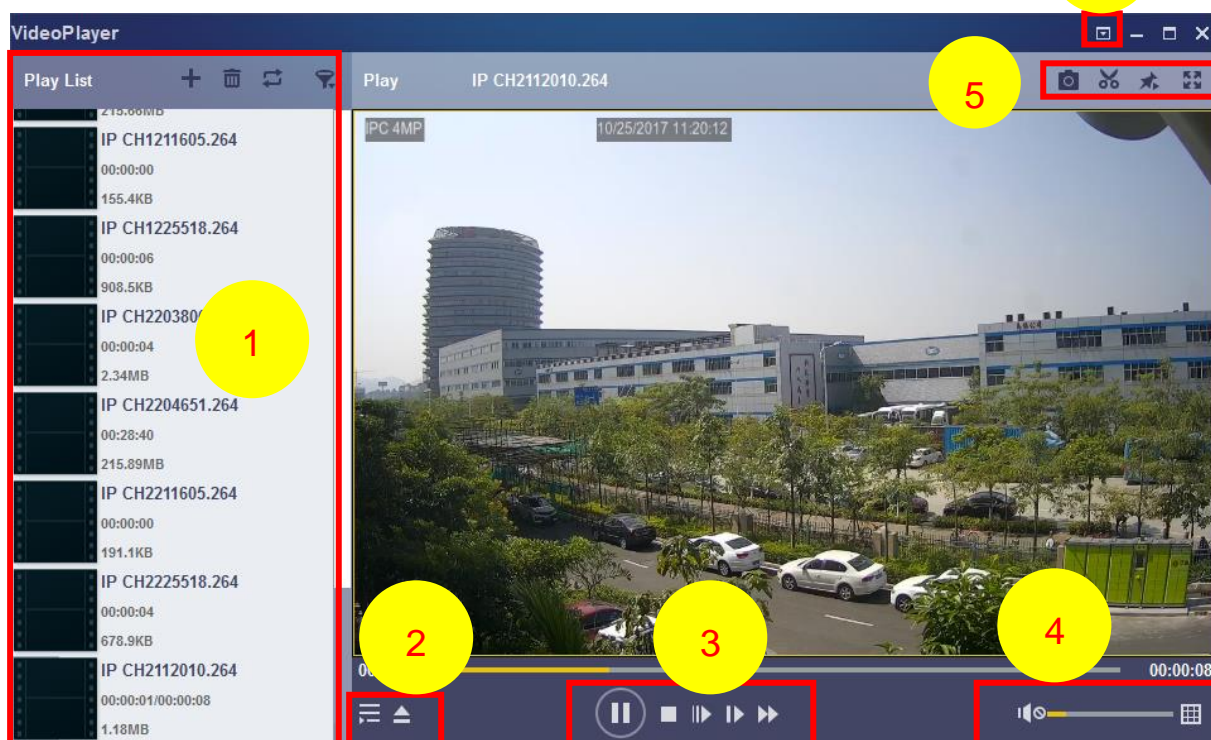 VideoPlayer
Play List
Play IP CH2112010.264
5
215.66MB
IPC 4MP
10/25/2017 11:20:12
IP CH1211605.264
00:00:00
155.4KB
IP CH1225518.264
00:00:06
908.5KB
IP CH220380
00:00:04
2.34MB
1
IP CH2204651.264
00:28:40
215.89MB
IP CH2211605.264
00:00:00
191.1KB
IP CH2225518.264
00:00:04
678.9KB
2
3
4
IP CH2112010.264
00:00:01/00:00:08
1.18MB
00:00:08